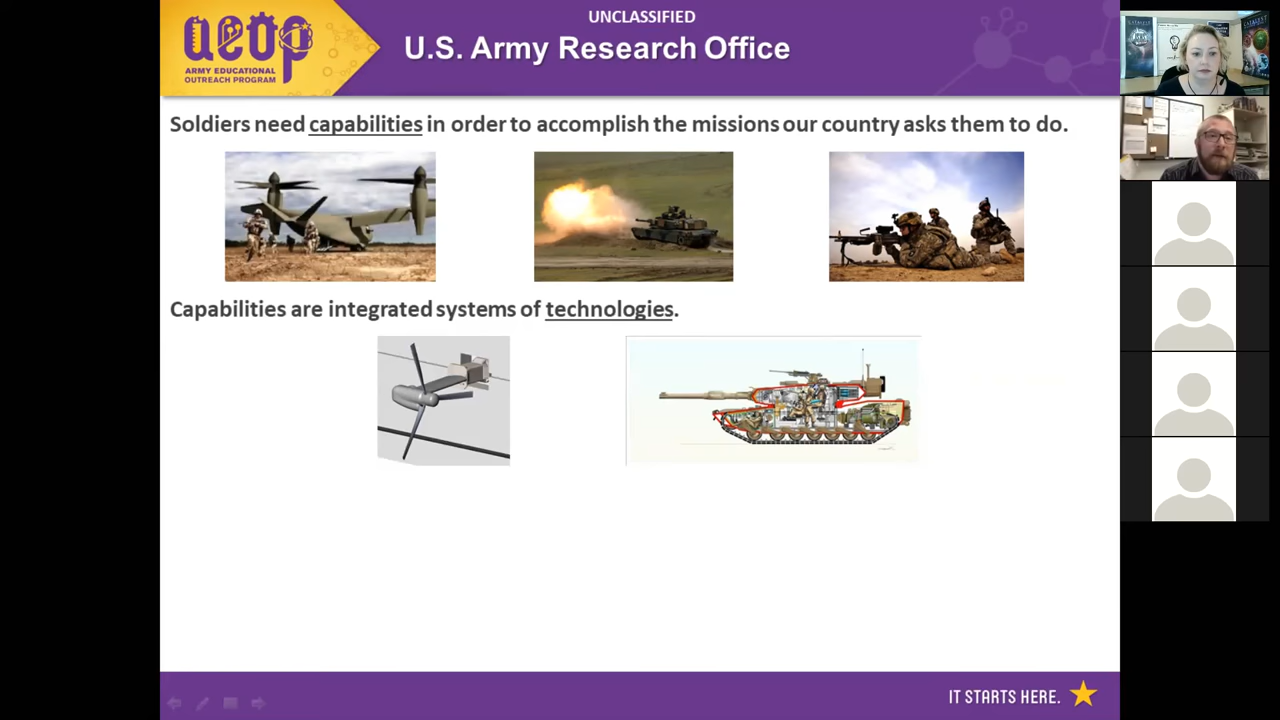 UNCLASSIFIED
U.S. Army Research Office
aeop
ARMY EDUCATIONAL
OUTREACH PROGRAM
Soldiers need capabilities in order to accomplish the missions our country asks them to do.
Capabilities are integrated systems of technologies.
IT STARTS HERE.